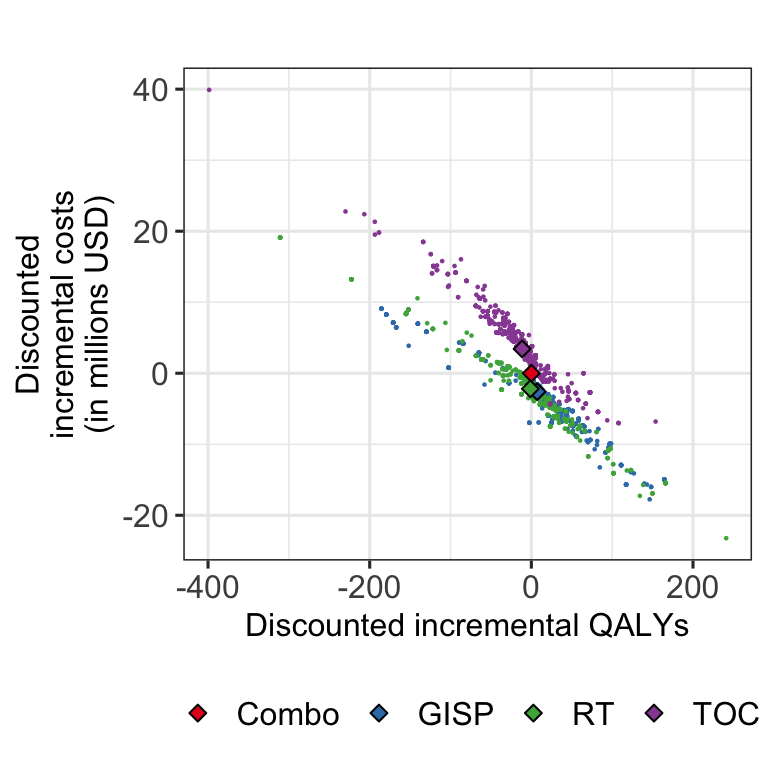 Discounted
incremental costs
(in millions USD)
40
20
0
-20
-400 -200 0 200
Discounted incremental QALYs
Combo GISP RT TOC